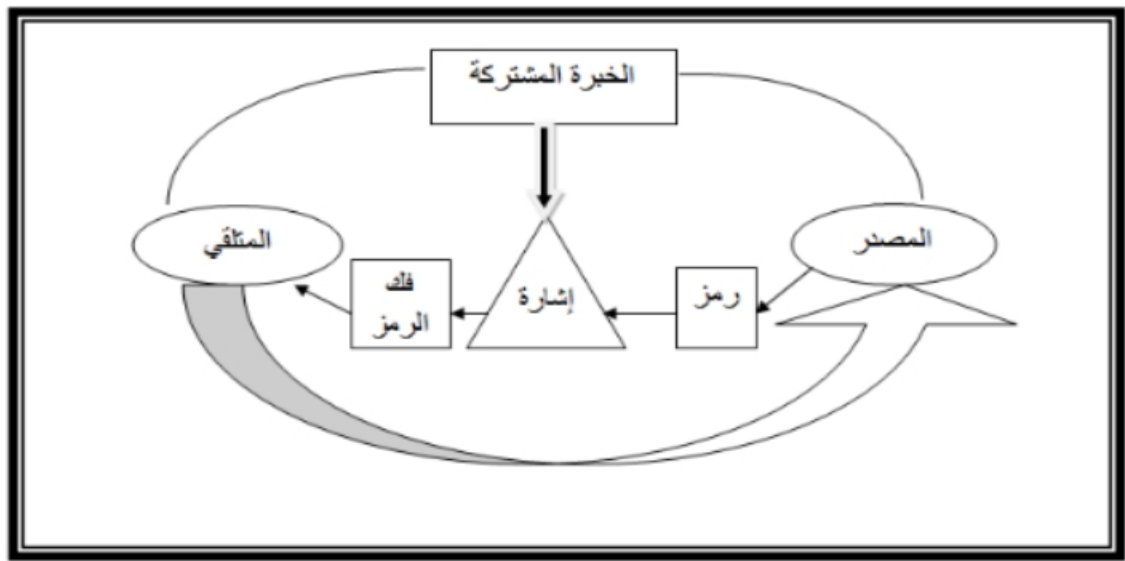 الخبرة المشتركة
المصدر
رمز
إشارة
فك
الرمز
المتلقي